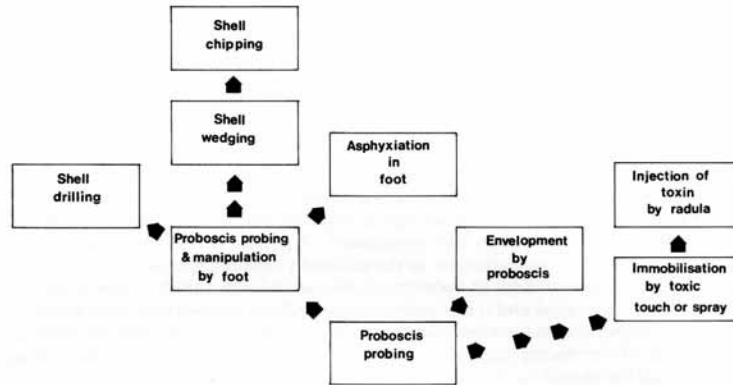 Shell
chipping
Shell
wedging
Asphyxiation
in
foot
Shell
drilling
Injection of
toxin
by radula
Proboscis probing
& manipulation
by foot
Envelopment
by
proboscis
Immobilisation
by toxic
touch or spray
Proboscis
probing